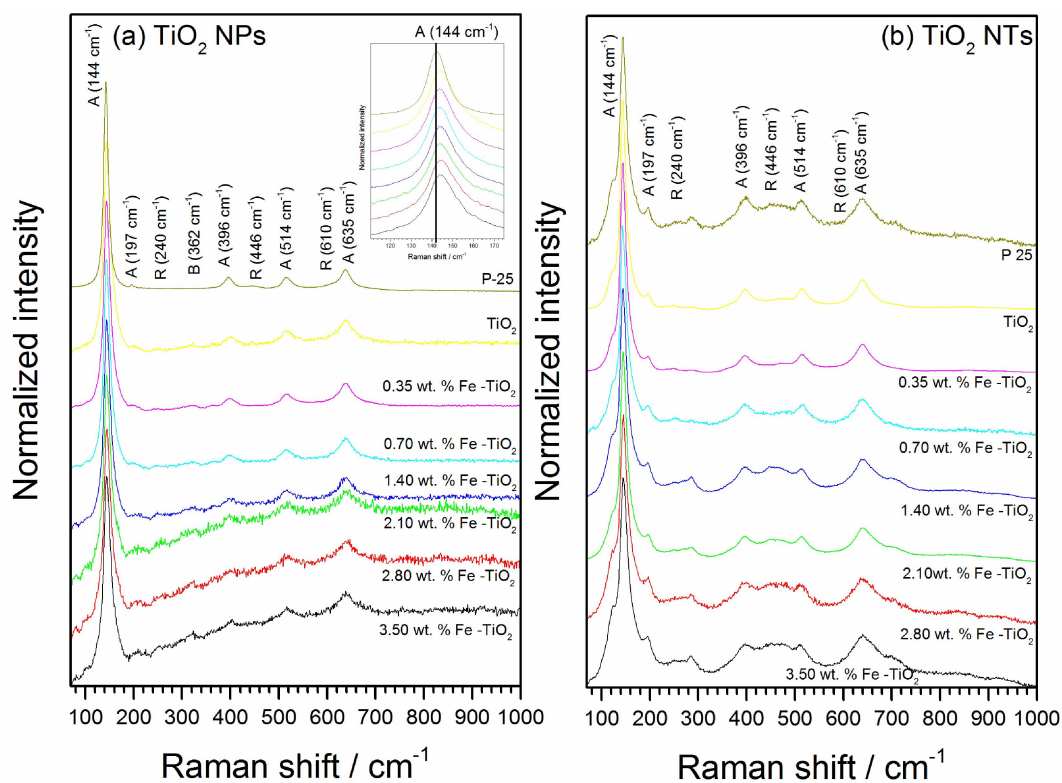 (a) TiO₂ NPs
A (144 cm⁻¹)
A (197 cm⁻¹)
R (240 cm⁻¹)
B (362 cm⁻¹)
A (396 cm⁻¹)
R (446 cm⁻¹)
A (514 cm⁻¹)
R (610 cm⁻¹)
A (635 cm⁻¹)
A (144 cm⁻¹)
Normalized intensity
120 130 140 150 160 170
Raman shift / cm⁻¹
P-25
TiO₂
0.35 wt. % Fe -TiO₂
0.70 wt. % Fe -TiO₂
1.40 wt. % Fe -TiO₂
2.10 wt. % Fe -TiO₂
2.80 wt. % Fe -TiO₂
3.50 wt. % Fe -TiO₂
Normalized intensity
100 200 300 400 500 600 700 800 900 1000
Raman shift / cm⁻¹
(b) TiO₂ NTs
A (144 cm⁻¹)
A (197 cm⁻¹)
R (240 cm⁻¹)
A (396 cm⁻¹)
R (446 cm⁻¹)
A (514 cm⁻¹)
R (610 cm⁻¹)
A (635 cm⁻¹)
P 25
TiO₂
0.35 wt. % Fe -TiO₂
0.70 wt. % Fe -TiO₂
1.40 wt. % Fe -TiO₂
2.10wt. % Fe -TiO₂
2.80 wt. % Fe -TiO₂
3.50 wt. % Fe -TiO₂
Normalized intensity
100 200 300 400 500 600 700 800 900 1000
Raman shift / cm⁻¹